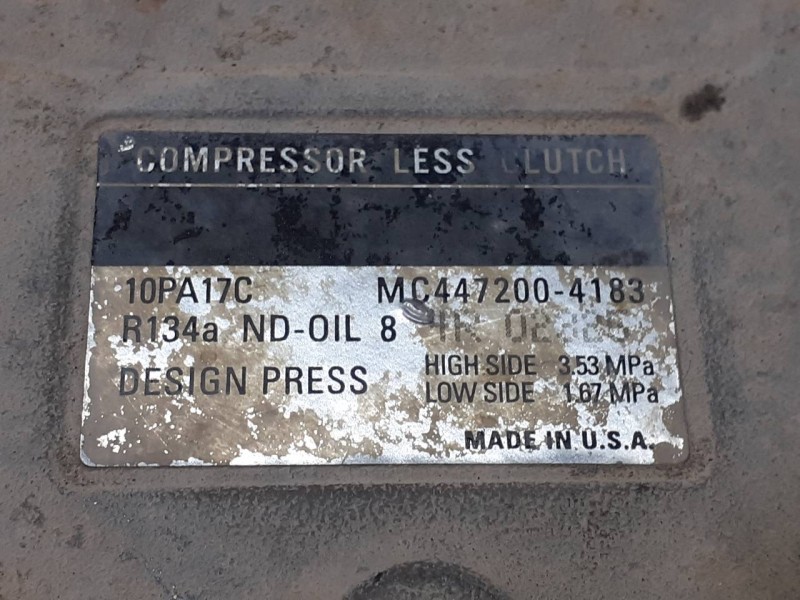 COMPRESSOR LESS CLUTCH
10PA17C MC447200-4183
R134a ND-OIL 8
DESIGN PRESS HIGH SIDE 3.53 MPa
LOW SIDE 1.67 MPa
MADE IN U.S.A.